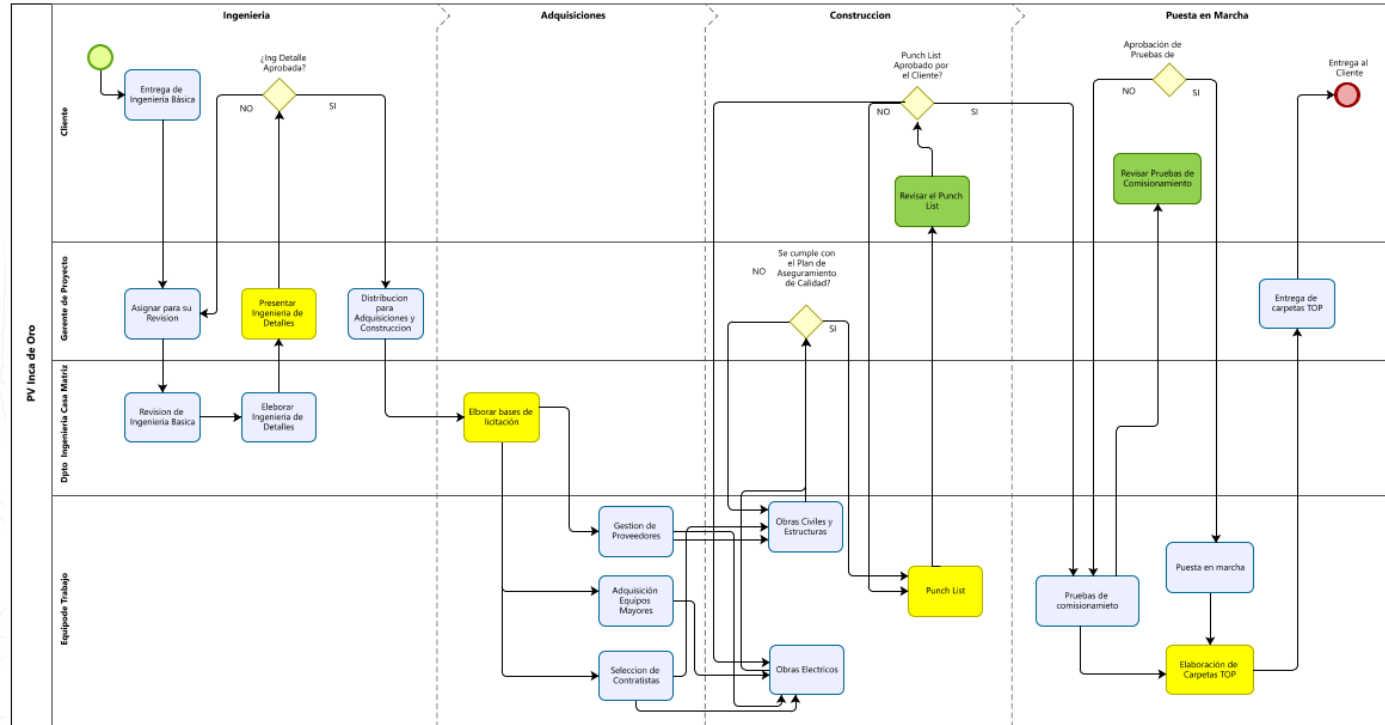 Ingenieria
Adquisiciones
Construccion
Puesta en Marcha
PV Inca de Oro
Cliente
Entrega de
Ingeniería Básica
¿Ing Detalle
Aprobada?
NO
SI
Punch List
Aprobado por
el Cliente?
NO
SI
Revisar el Punch
List
Aprobación de
Pruebas de
NO
SI
Revisar Pruebas de
Comisionamiento
Entrega al
Cliente
Gerente de Proyecto
Asignar para su
Revision
Presentar
Ingenieria de
Detalles
Distribucion
para
Adquisiciones y
Construccion
Se cumple con
el Plan de
Aseguramiento
de Calidad?
NO
SI
Entrega de
carpetas TOP
Dpto Ingenieria Casa Matriz
Revision de
Ingenieria Basica
Eleborar
Ingenieria de
Detalles
Elborar bases de
licitación
Equipode Trabajo
Gestion de
Proveedores
Adquisición
Equipos
Mayores
Seleccion de
Contratistas
Obras Civiles y
Estructuras
Punch List
Obras Electricos
Pruebas de
comisionamieto
Puesta en marcha
Elaboración de
Carpetas TOP